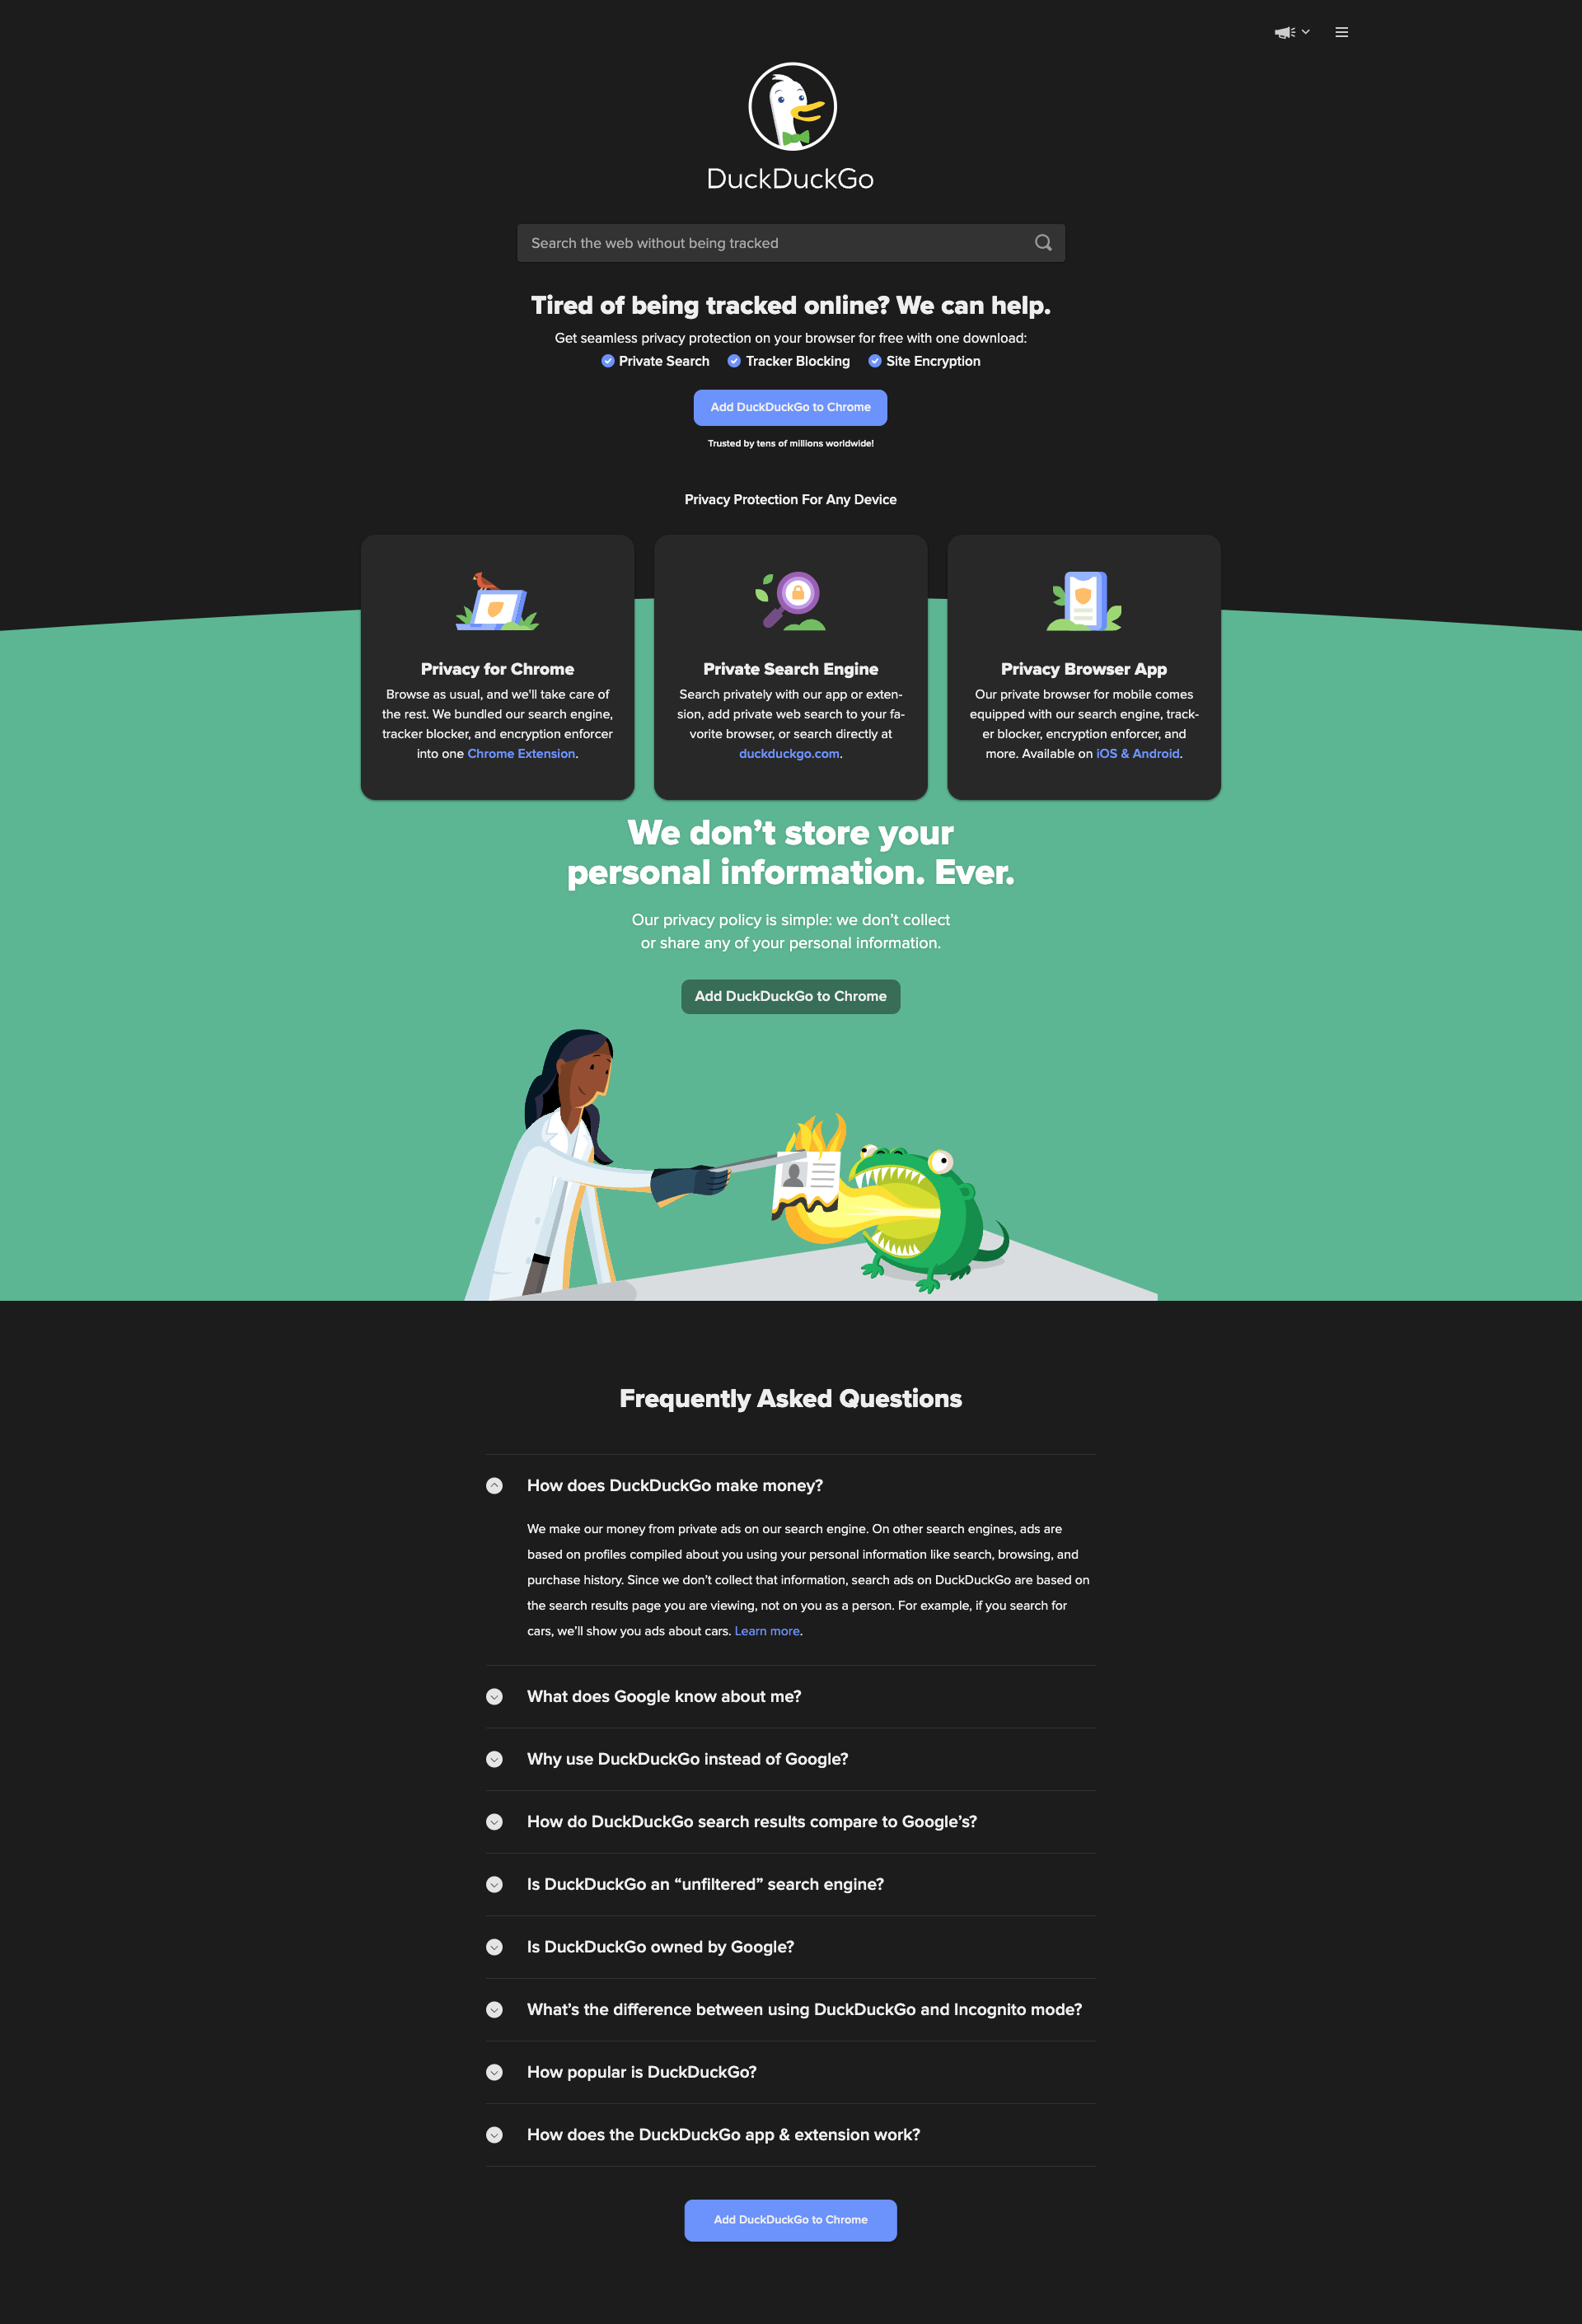 DuckDuckGo
Search the web without being tracked
Tired of being tracked online? We can help.
Get seamless privacy protection on your browser for free with one download:
Private Search Tracker Blocking Site Encryption
Add DuckDuckGo to Chrome
Trusted by tens of millions worldwide!
Privacy Protection For Any Device
Privacy for Chrome
Browse as usual, and we'll take care of
the rest. We bundled our search engine,
tracker blocker, and encryption enforcer
into one Chrome Extension.
Private Search Engine
Search privately with our app or exten-
sion, add private web search to your fa-
vorite browser, or search directly at
duckduckgo.com.
Privacy Browser App
Our private browser for mobile comes
equipped with our search engine, track-
er blocker, encryption enforcer, and
more. Available on iOS & Android.
We don’t store your
personal information. Ever.
Our privacy policy is simple: we don’t collect
or share any of your personal information.
Add DuckDuckGo to Chrome
Frequently Asked Questions
How does DuckDuckGo make money?
We make our money from private ads on our search engine. On other search engines, ads are
based on profiles compiled about you using your personal information like search, browsing, and
purchase history. Since we don’t collect that information, search ads on DuckDuckGo are based on
the search results page you are viewing, not on you as a person. For example, if you search for
cars, we’ll show you ads about cars. Learn more.
What does Google know about me?
Why use DuckDuckGo instead of Google?
How do DuckDuckGo search results compare to Google’s?
Is DuckDuckGo an “unfiltered” search engine?
Is DuckDuckGo owned by Google?
What’s the difference between using DuckDuckGo and Incognito mode?
How popular is DuckDuckGo?
How does the DuckDuckGo app & extension work?
Add DuckDuckGo to Chrome